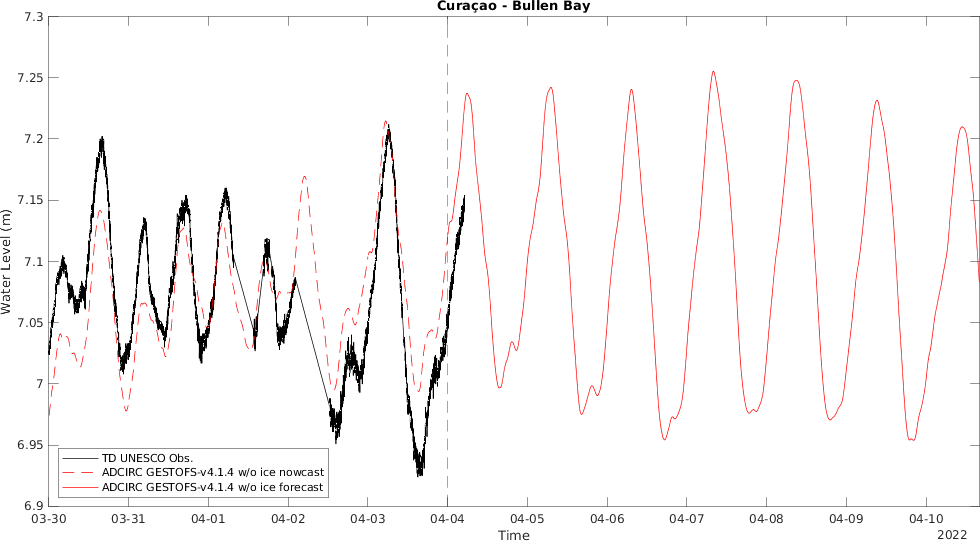 Curaçao - Bullen Bay
7.3
7.25
7.2
7.15
7.1
7.05
7
6.95
6.9
Water Level (m)
TD UNESCO Obs.
ADCIRC GESTOFS-v4.1.4 w/o ice nowcast
ADCIRC GESTOFS-v4.1.4 w/o ice forecast
03-30 03-31 04-01 04-02 04-03 04-04 04-05 04-06 04-07 04-08 04-09 04-10
Time
2022